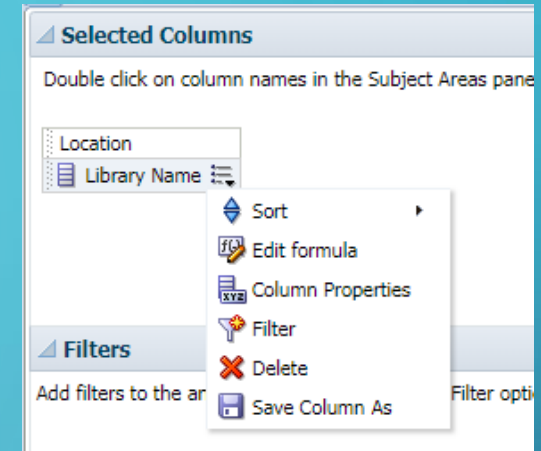 Selected Columns
Double click on column names in the Subject Areas pane
Location
Library Name
Sort
Edit formula
Column Properties
Filter
Delete
Save Column As
Filters
Add filters to the an Filter opti